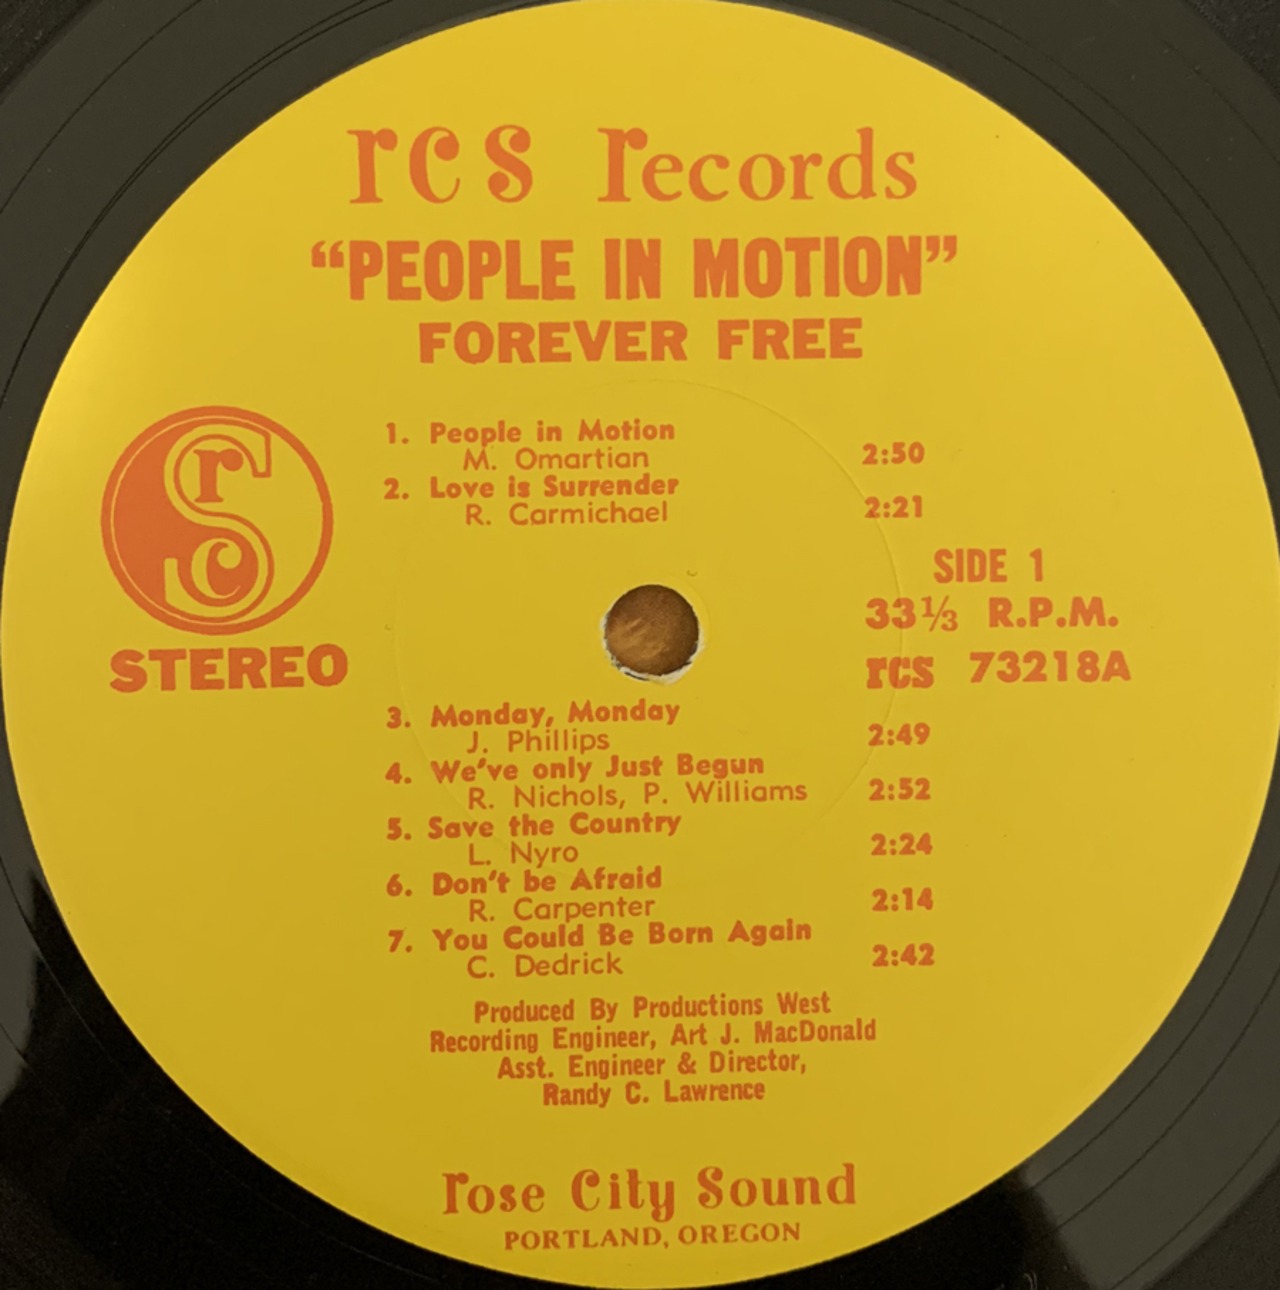 rcs records
“PEOPLE IN MOTION”
FOREVER FREE
1. People in Motion
M. Omartian 2:50
2. Love is Surrender
R. Carmichael 2:21
rSc
STEREO
SIDE 1
33⅓ R.P.M.
rcs 73218A
3. Monday, Monday
J. Phillips 2:49
4. We've only Just Begun
R. Nichols, P. Williams 2:52
5. Save the Country
L. Nyro 2:24
6. Don't be Afraid
R. Carpenter 2:14
7. You Could Be Born Again
C. Dedrick 2:42
Produced By Productions West
Recording Engineer, Art J. MacDonald
Asst. Engineer & Director,
Randy C. Lawrence
rose City Sound
PORTLAND, OREGON